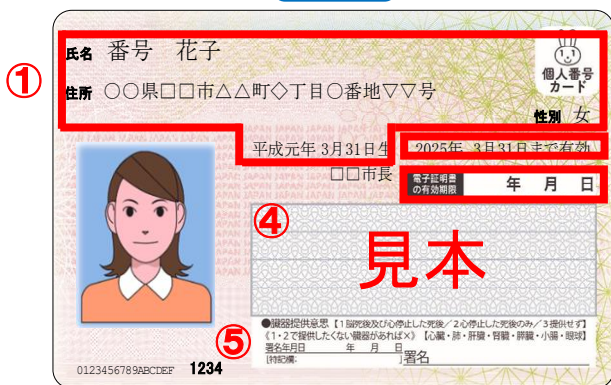 ①
氏名 番号 花子
個人番号
カード
住所 〇〇県□□市△△町◇丁目〇番地▽▽号
性別 女
平成元年 3月31日生 2025年 3月31日まで有効
□□市長
電子証明書
の有効期限
年 月 日
④
見本
⑤
●臓器提供意思【1脳死後及び心停止した死後/2心停止した死後のみ/3提供せず】
《1・2で提供したくない臓器があれば×》【心臓・肺・肝臓・腎臓・膵臓・小腸・眼球】
署名年月日 年 月 日
[特記欄: ]署名
0123456789ABCDEF 1234